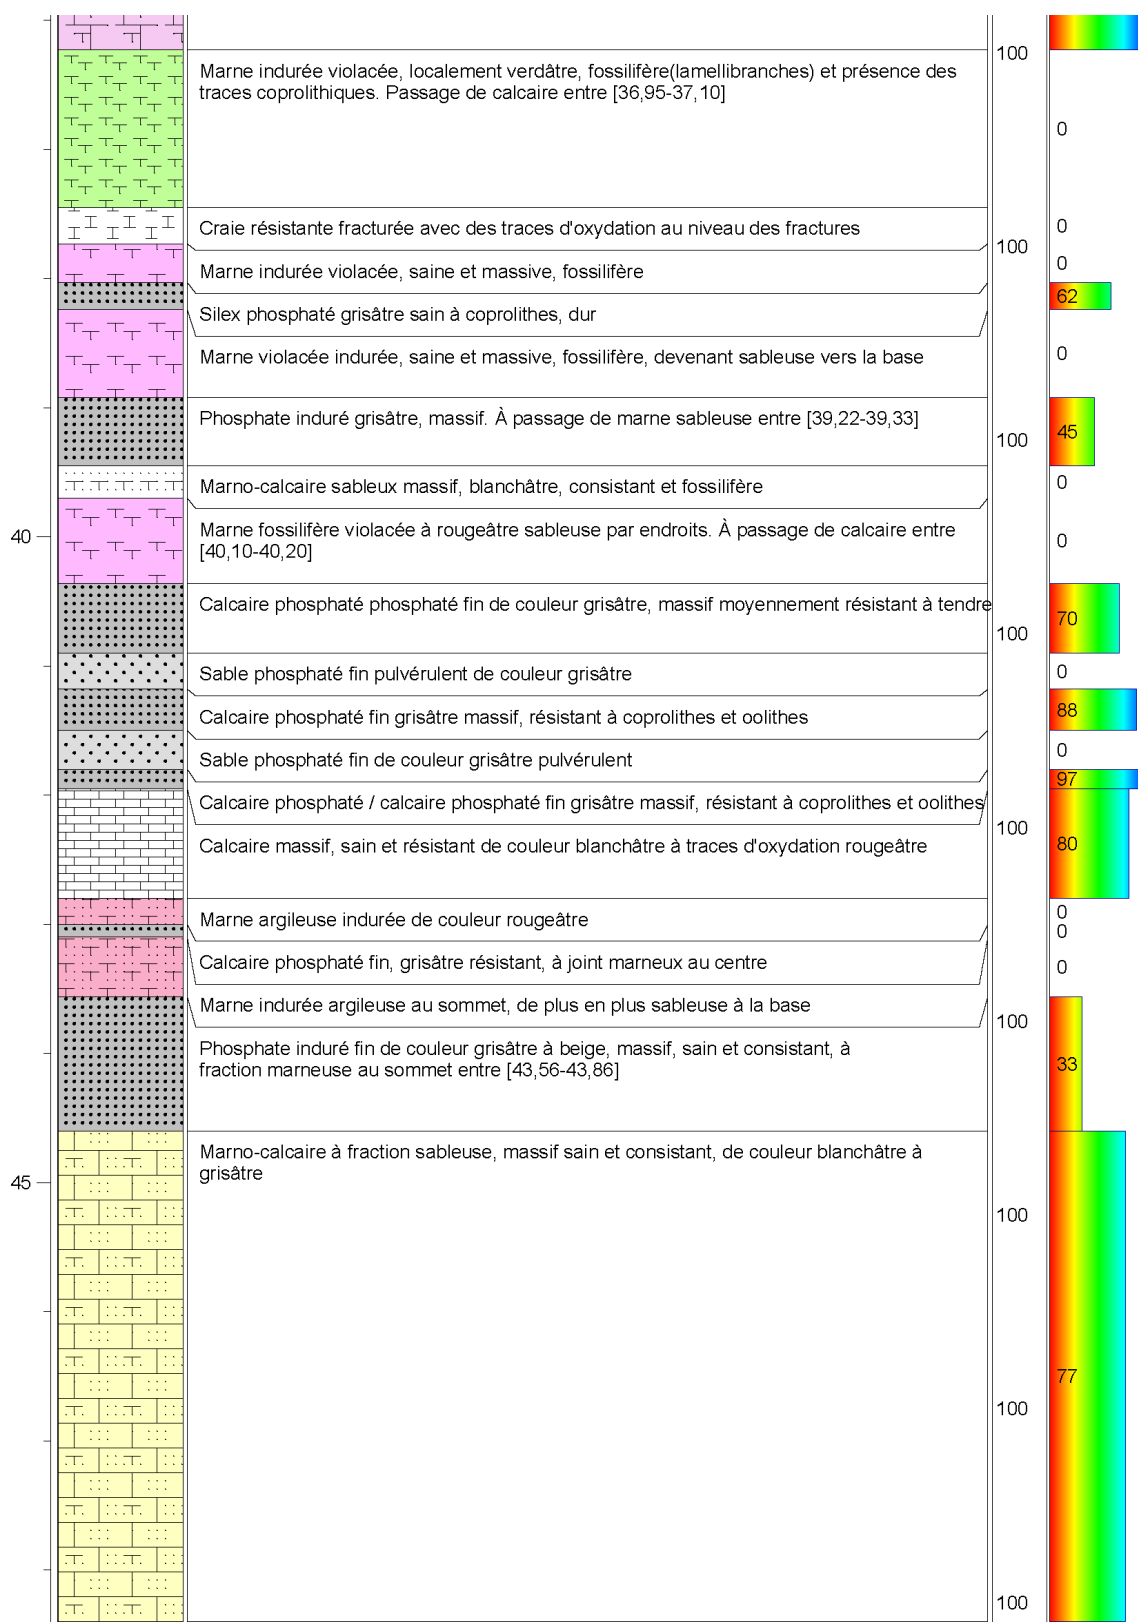 100
Marne indurée violacée, localement verdâtre, fossilifère(lamellibranches) et présence des
traces coprolithiques. Passage de calcaire entre [36,95-37,10]
0
Craie résistante fracturée avec des traces d'oxydation au niveau des fractures
0
100
Marne indurée violacée, saine et massive, fossilifère
0
62
Silex phosphaté grisâtre sain à coprolithes, dur
Marne violacée indurée, saine et massive, fossilifère, devenant sableuse vers la base
0
Phosphate induré grisâtre, massif. À passage de marne sableuse entre [39,22-39,33]
100
45
Marno-calcaire sableux massif, blanchâtre, consistant et fossilifère
0
40
Marne fossilifère violacée à rougeâtre sableuse par endroits. À passage de calcaire entre
[40,10-40,20]
0
Calcaire phosphaté phosphaté fin de couleur grisâtre, massif moyennement résistant à tendre
100
70
Sable phosphaté fin pulvérulent de couleur grisâtre
0
Calcaire phosphaté fin grisâtre massif, résistant à coprolithes et oolithes
88
Sable phosphaté fin de couleur grisâtre pulvérulent
0
97
Calcaire phosphaté / calcaire phosphaté fin grisâtre massif, résistant à coprolithes et oolithes
100
Calcaire massif, sain et résistant de couleur blanchâtre à traces d'oxydation rougeâtre
80
Marne argileuse indurée de couleur rougeâtre
0
0
Calcaire phosphaté fin, grisâtre résistant, à joint marneux au centre
0
Marne indurée argileuse au sommet, de plus en plus sableuse à la base
100
Phosphate induré fin de couleur grisâtre à beige, massif, sain et consistant, à
fraction marneuse au sommet entre [43,56-43,86]
33
Marno-calcaire à fraction sableuse, massif sain et consistant, de couleur blanchâtre à
grisâtre
45
100
77
100
100